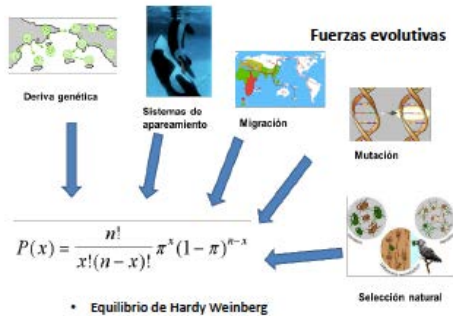 Fuerzas evolutivas
Deriva genética
Sistemas de
apareamiento
Migración
Mutación
P(x) = n! / x!(n − x)! π^x (1 − π)^{n−x}
Selección natural
• Equilibrio de Hardy Weinberg